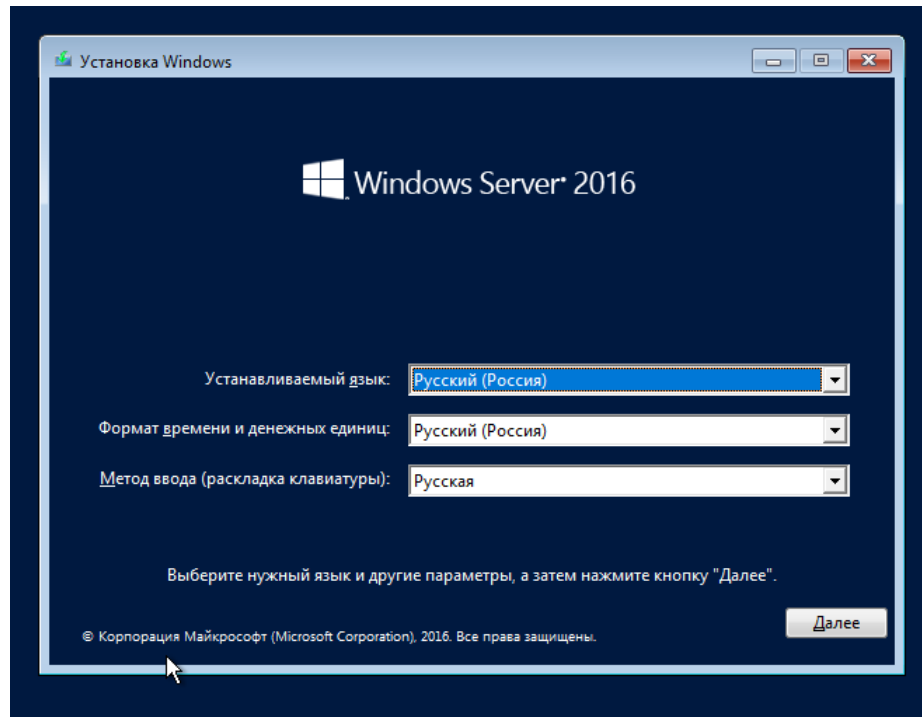 Установка Windows
Windows Server 2016
Устанавливаемый язык: Русский (Россия)
Формат времени и денежных единиц: Русский (Россия)
Метод ввода (раскладка клавиатуры): Русская
Выберите нужный язык и другие параметры, а затем нажмите кнопку "Далее".
Далее
© Корпорация Майкрософт (Microsoft Corporation), 2016. Все права защищены.